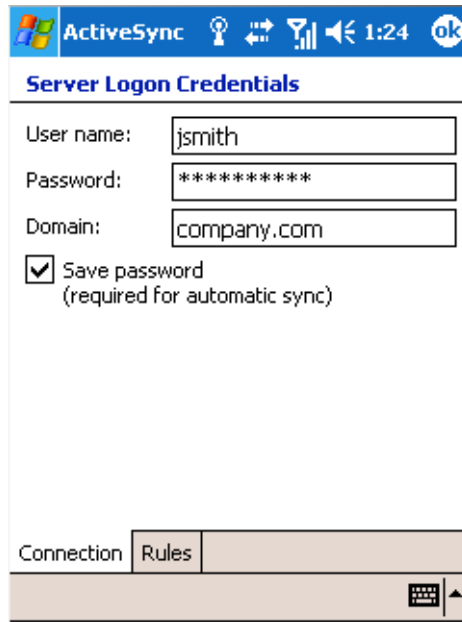 ActiveSync 1:24 ok
Server Logon Credentials
User name: jsmith
Password: **********
Domain: company.com
Save password
(required for automatic sync)
Connection Rules